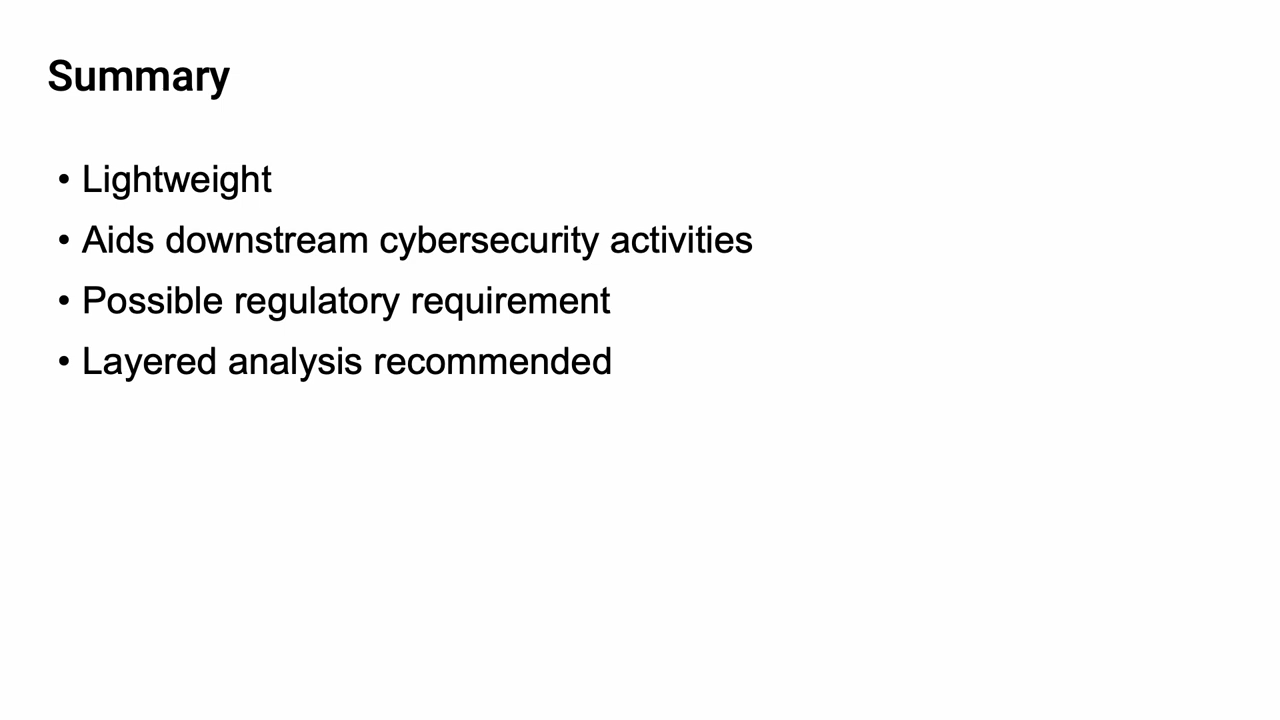 Summary
• Lightweight
• Aids downstream cybersecurity activities
• Possible regulatory requirement
• Layered analysis recommended